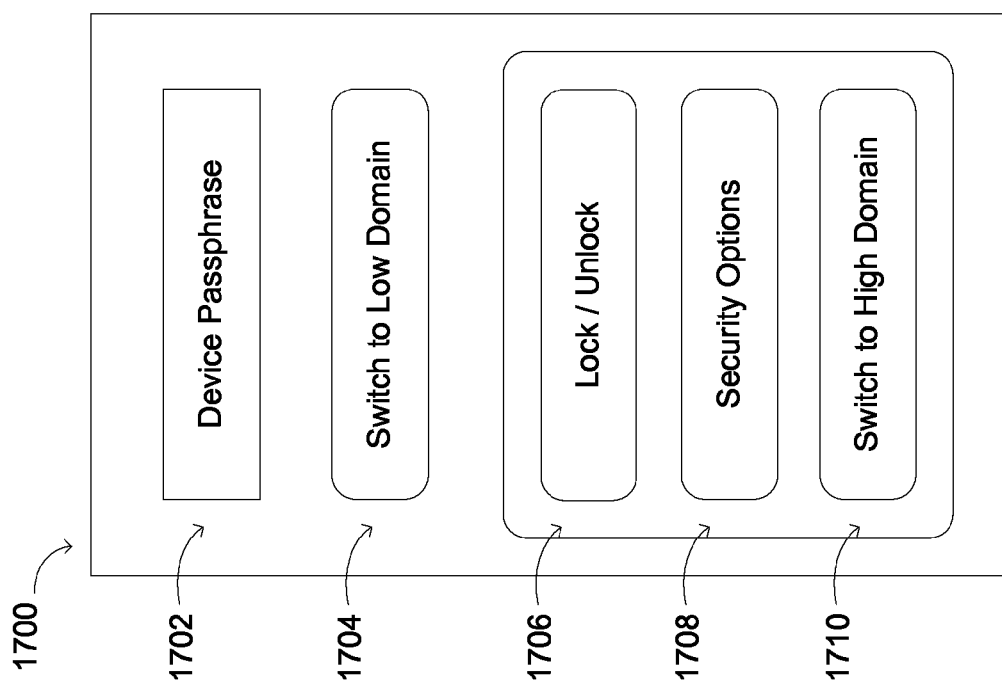 1700
1702
Device Passphrase
1704
Switch to Low Domain
1706
Lock / Unlock
1708
Security Options
1710
Switch to High Domain